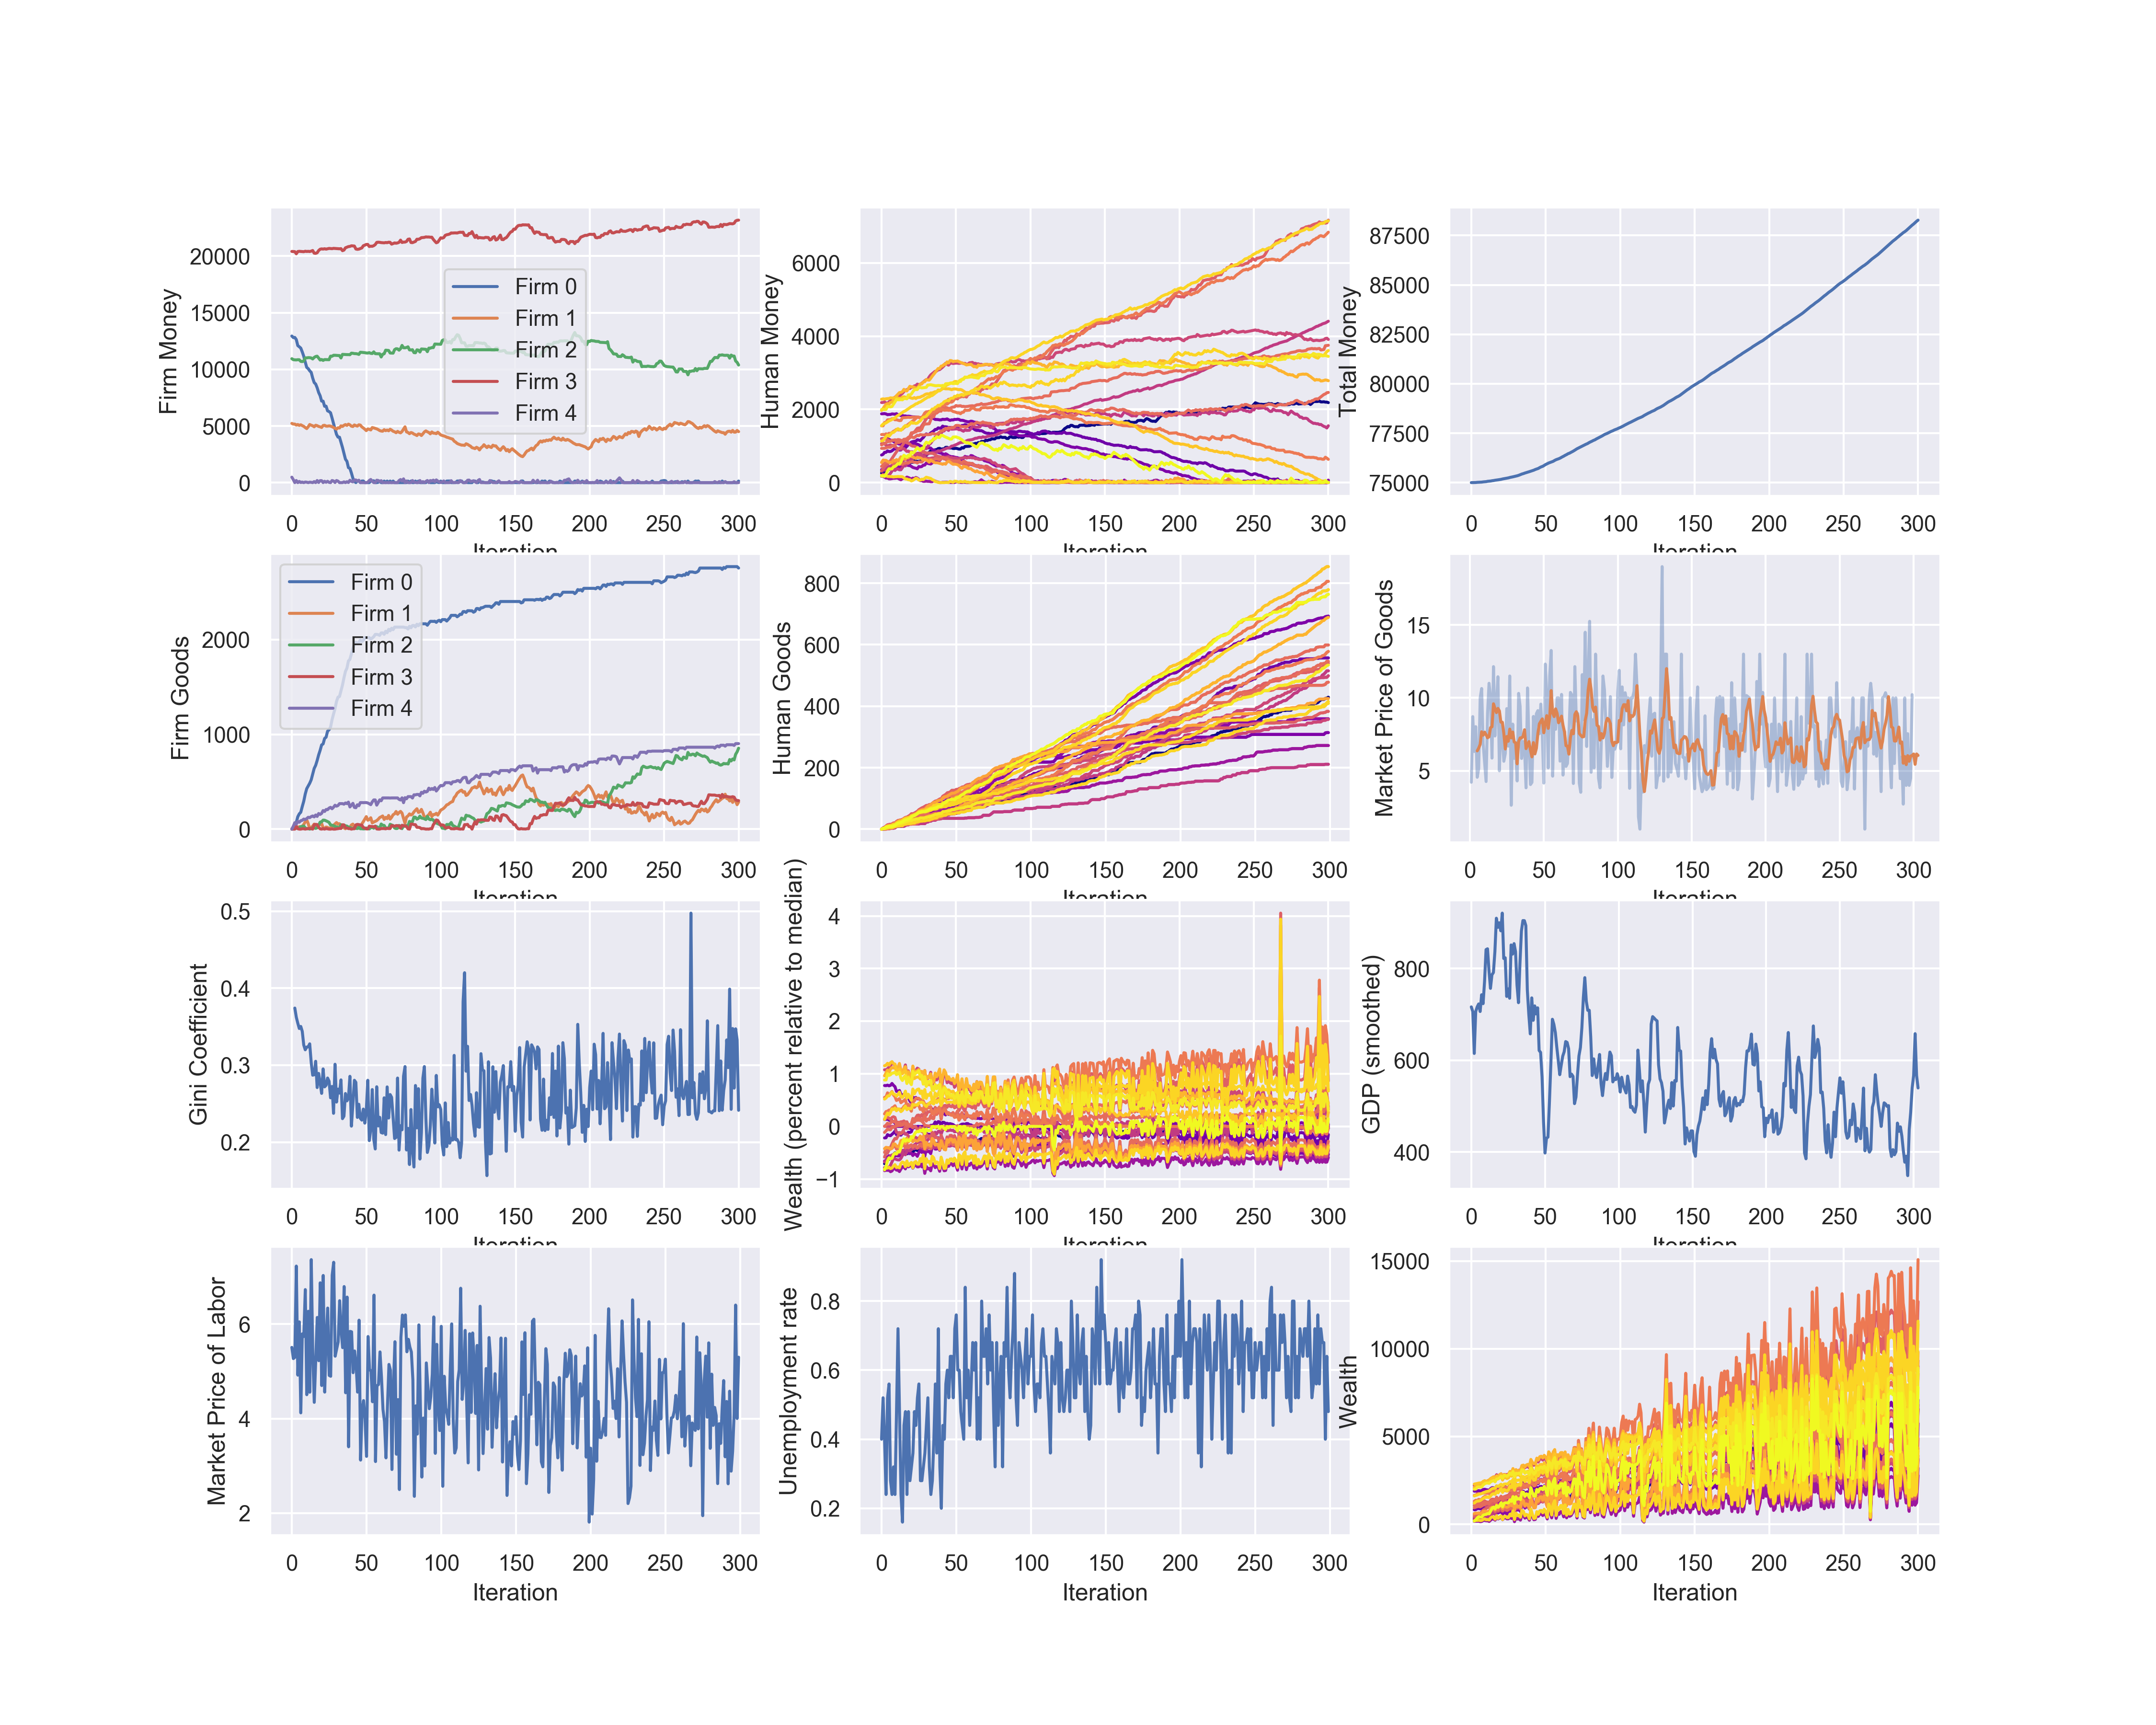 Firm Money
20000
15000
10000
5000
0
Firm 0
Firm 1
Firm 2
Firm 3
Firm 4
0 50 100 150 200 250 300
Iteration
Human Money
6000
4000
2000
0
0 50 100 150 200 250 300
Iteration
Total Money
87500
85000
82500
80000
77500
75000
0 50 100 150 200 250 300
Iteration
Firm Goods
2000
1000
0
Firm 0
Firm 1
Firm 2
Firm 3
Firm 4
0 50 100 150 200 250 300
Iteration
Human Goods
800
600
400
200
0
0 50 100 150 200 250 300
Iteration
Market Price of Goods
15
10
5
0 50 100 150 200 250 300
Iteration
Gini Coefficient
0.5
0.4
0.3
0.2
0 50 100 150 200 250 300
Iteration
Wealth (percent relative to median)
4
3
2
1
0
−1
0 50 100 150 200 250 300
Iteration
GDP (smoothed)
800
600
400
0 50 100 150 200 250 300
Iteration
Market Price of Labor
6
4
2
0 50 100 150 200 250 300
Iteration
Unemployment rate
0.8
0.6
0.4
0.2
0 50 100 150 200 250 300
Iteration
Wealth
15000
10000
5000
0
0 50 100 150 200 250 300
Iteration